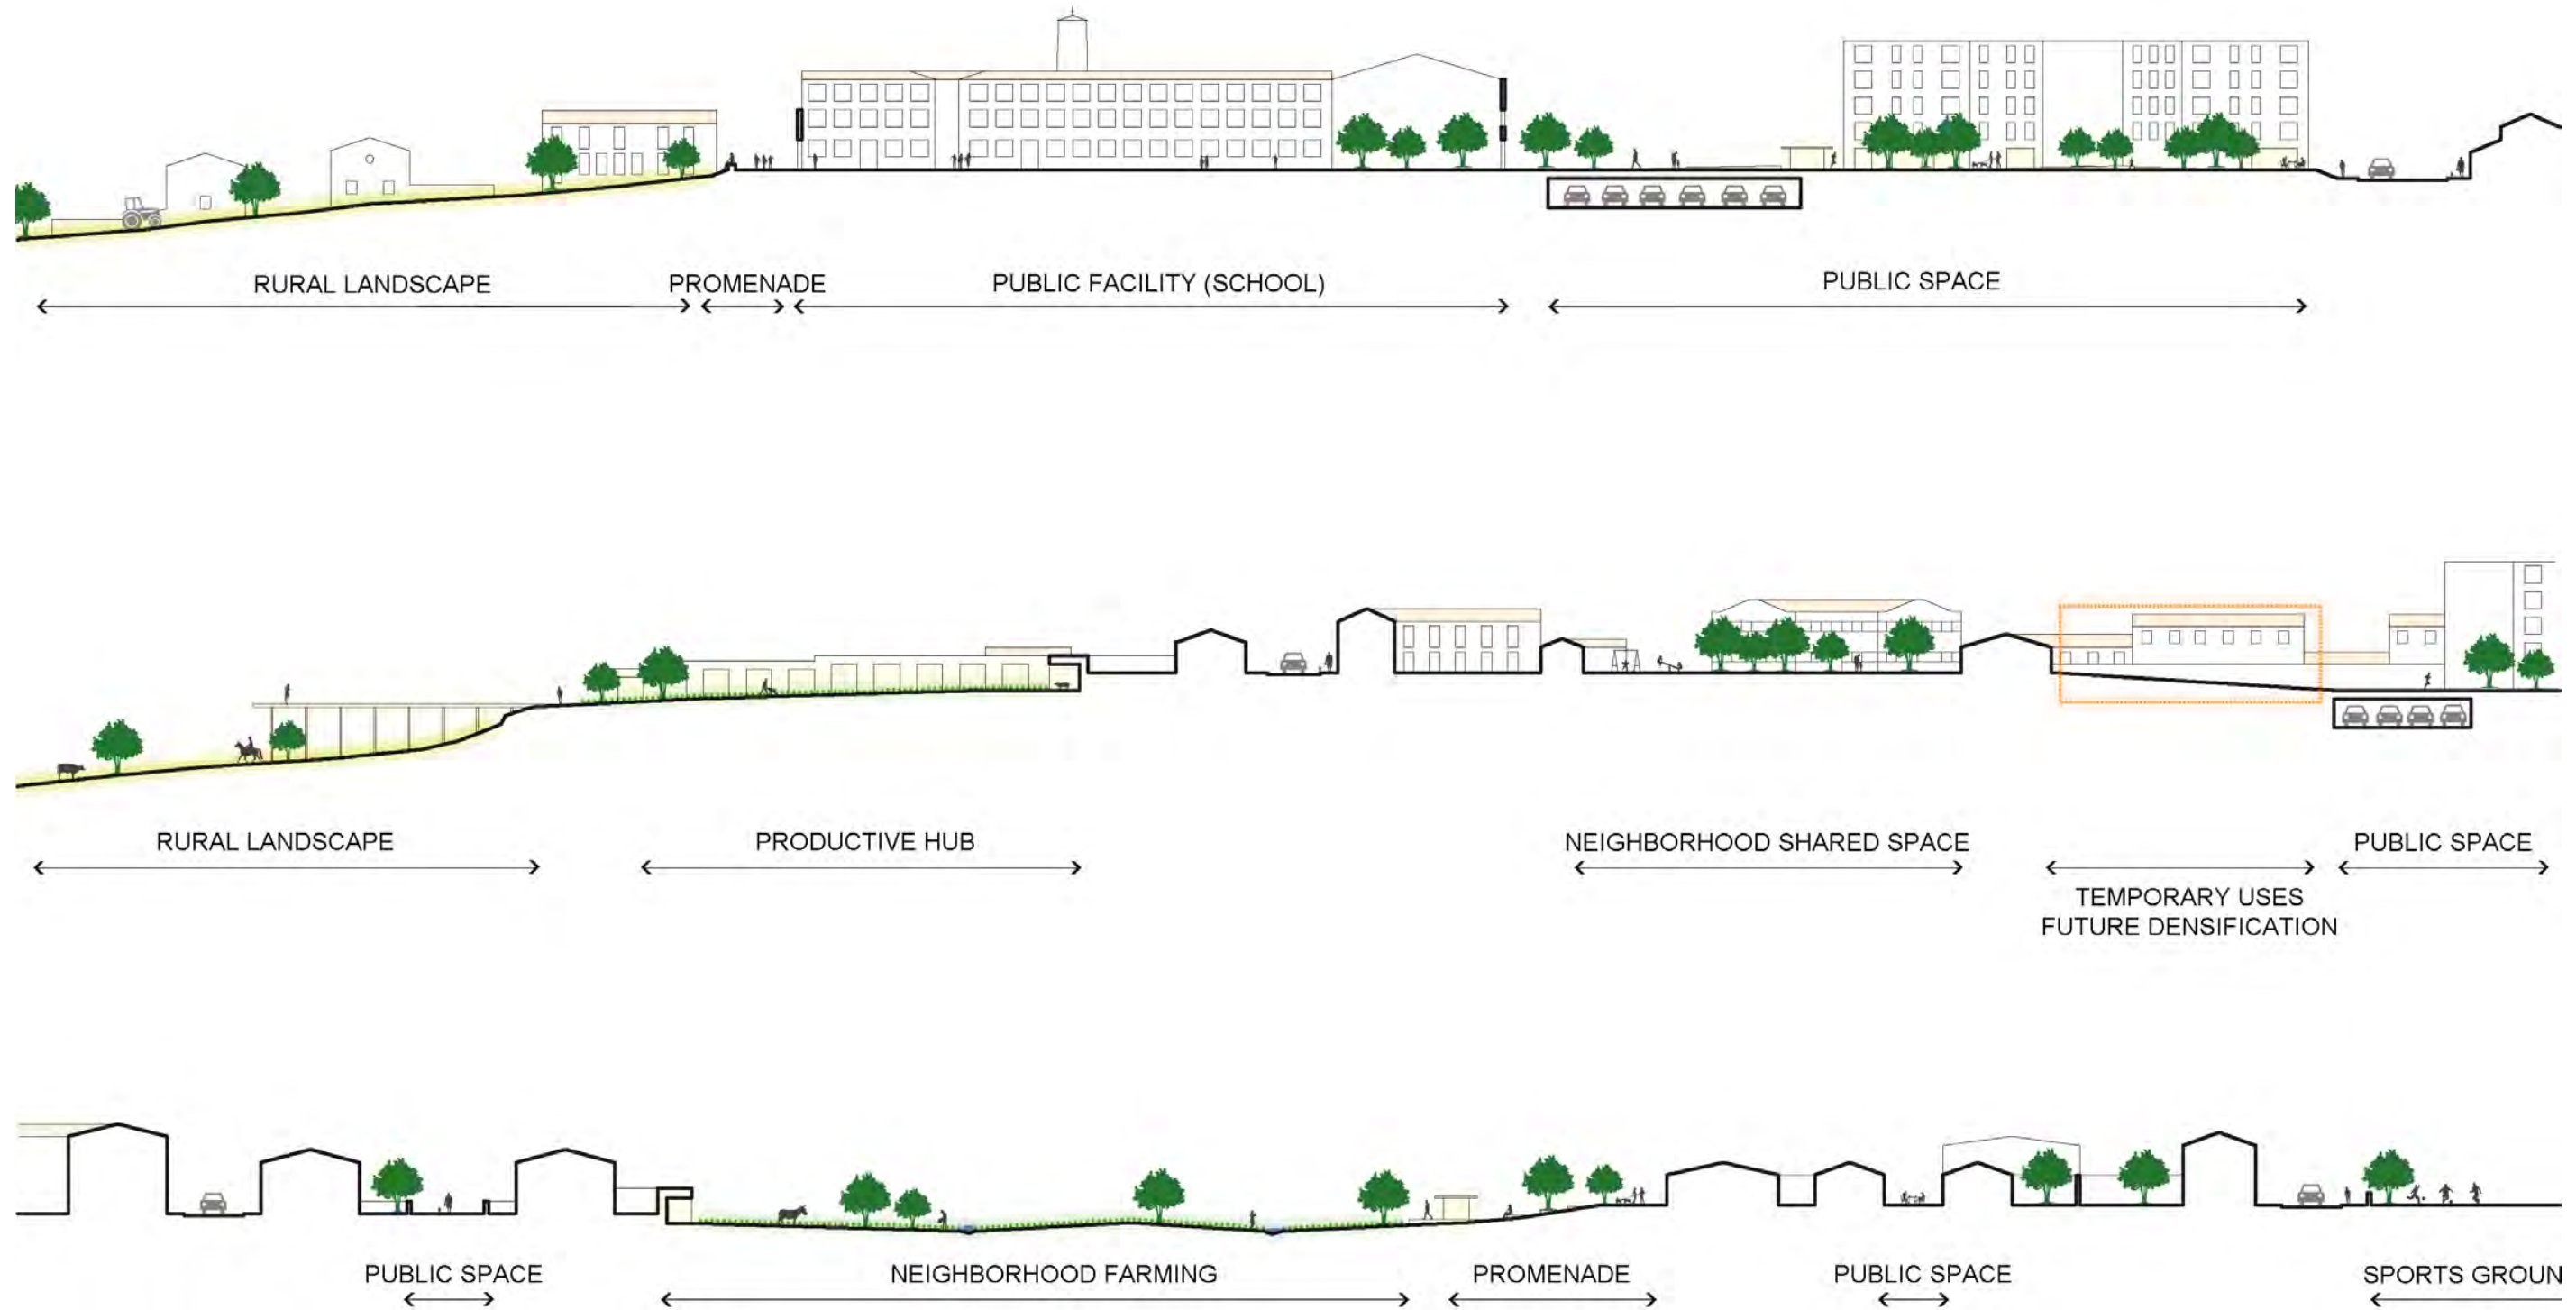 RURAL LANDSCAPE
PROMENADE
PUBLIC FACILITY (SCHOOL)
PUBLIC SPACE
RURAL LANDSCAPE
PRODUCTIVE HUB
NEIGHBORHOOD SHARED SPACE
TEMPORARY USES
FUTURE DENSIFICATION
PUBLIC SPACE
PUBLIC SPACE
NEIGHBORHOOD FARMING
PROMENADE
PUBLIC SPACE
SPORTS GROUN